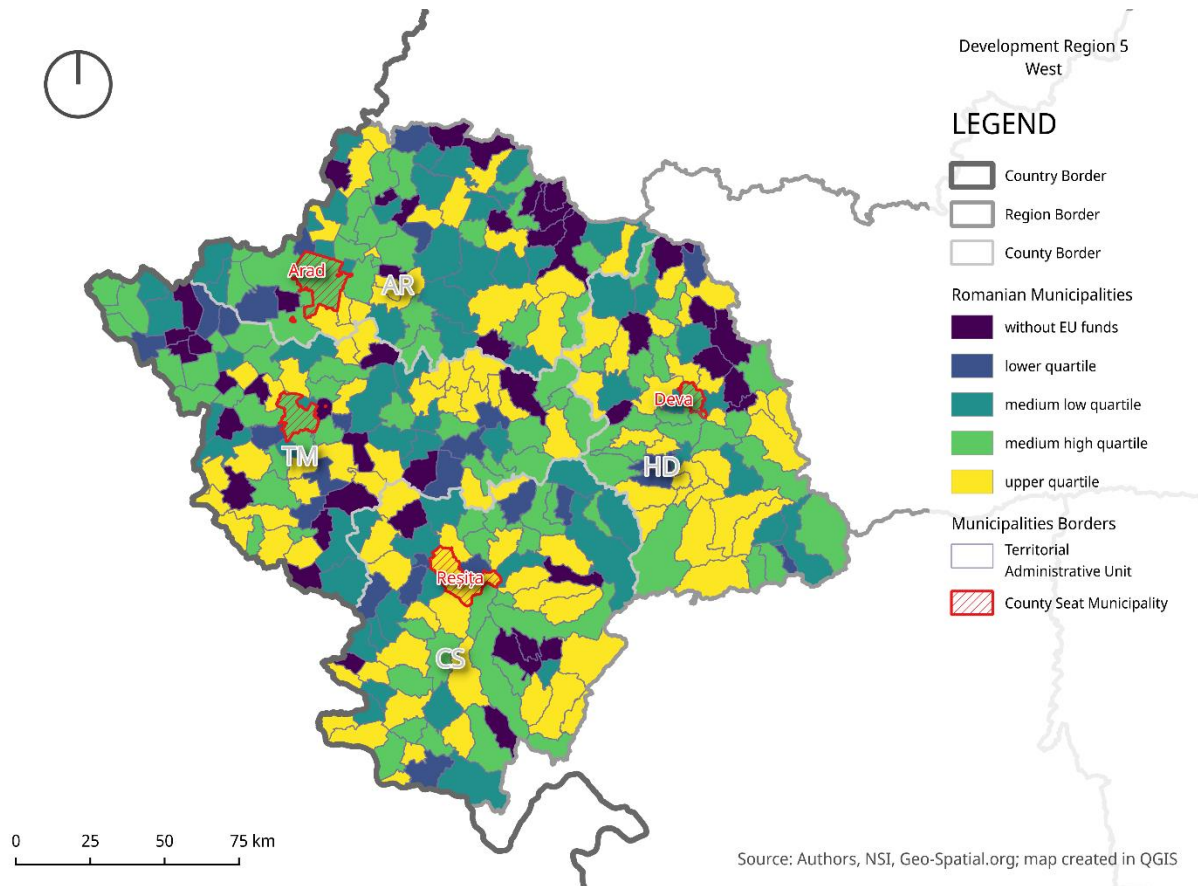 Development Region 5
West
LEGEND
Country Border
Region Border
County Border
Romanian Municipalities
without EU funds
lower quartile
medium low quartile
medium high quartile
upper quartile
Municipalities Borders
Territorial
Administrative Unit
County Seat Municipality
Arad
AR
Deva
TM
HD
Reșița
CS
0 25 50 75 km
Source: Authors, NSI, Geo-Spatial.org; map created in QGIS